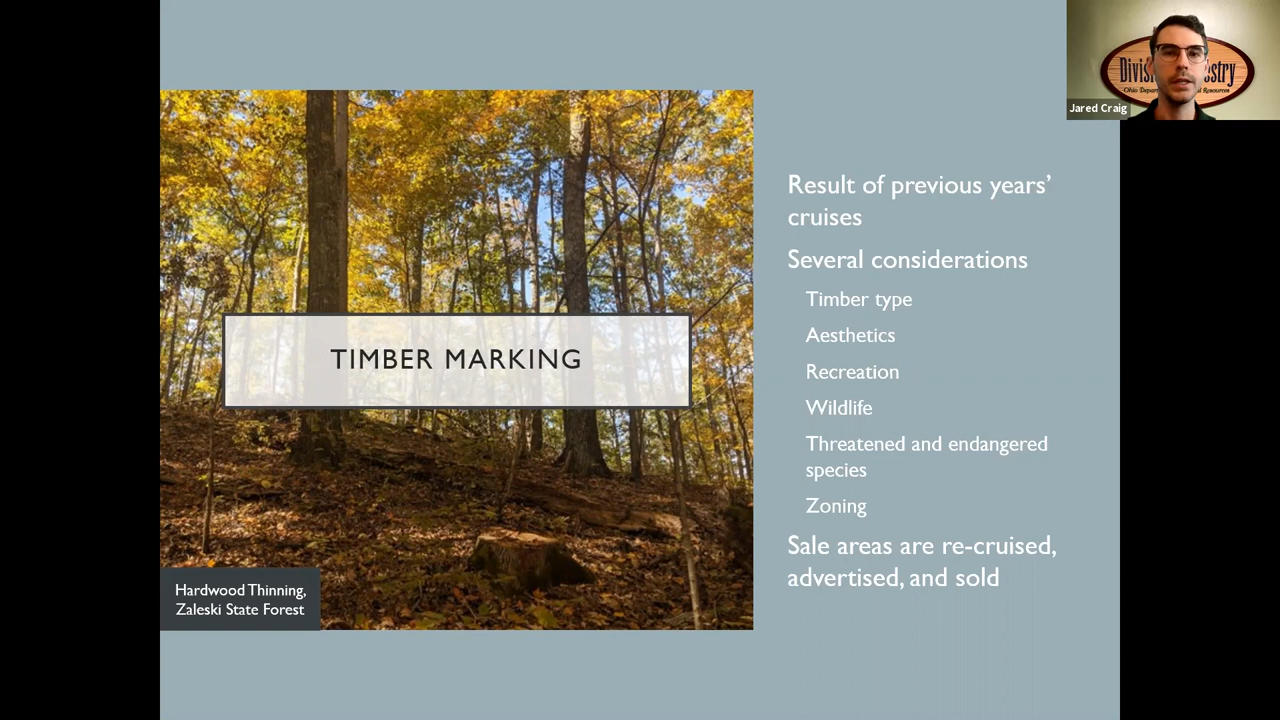 TIMBER MARKING
Hardwood Thinning,
Zaleski State Forest
Result of previous years’
cruises
Several considerations
Timber type
Aesthetics
Recreation
Wildlife
Threatened and endangered
species
Zoning
Sale areas are re-cruised,
advertised, and sold
Jared Craig